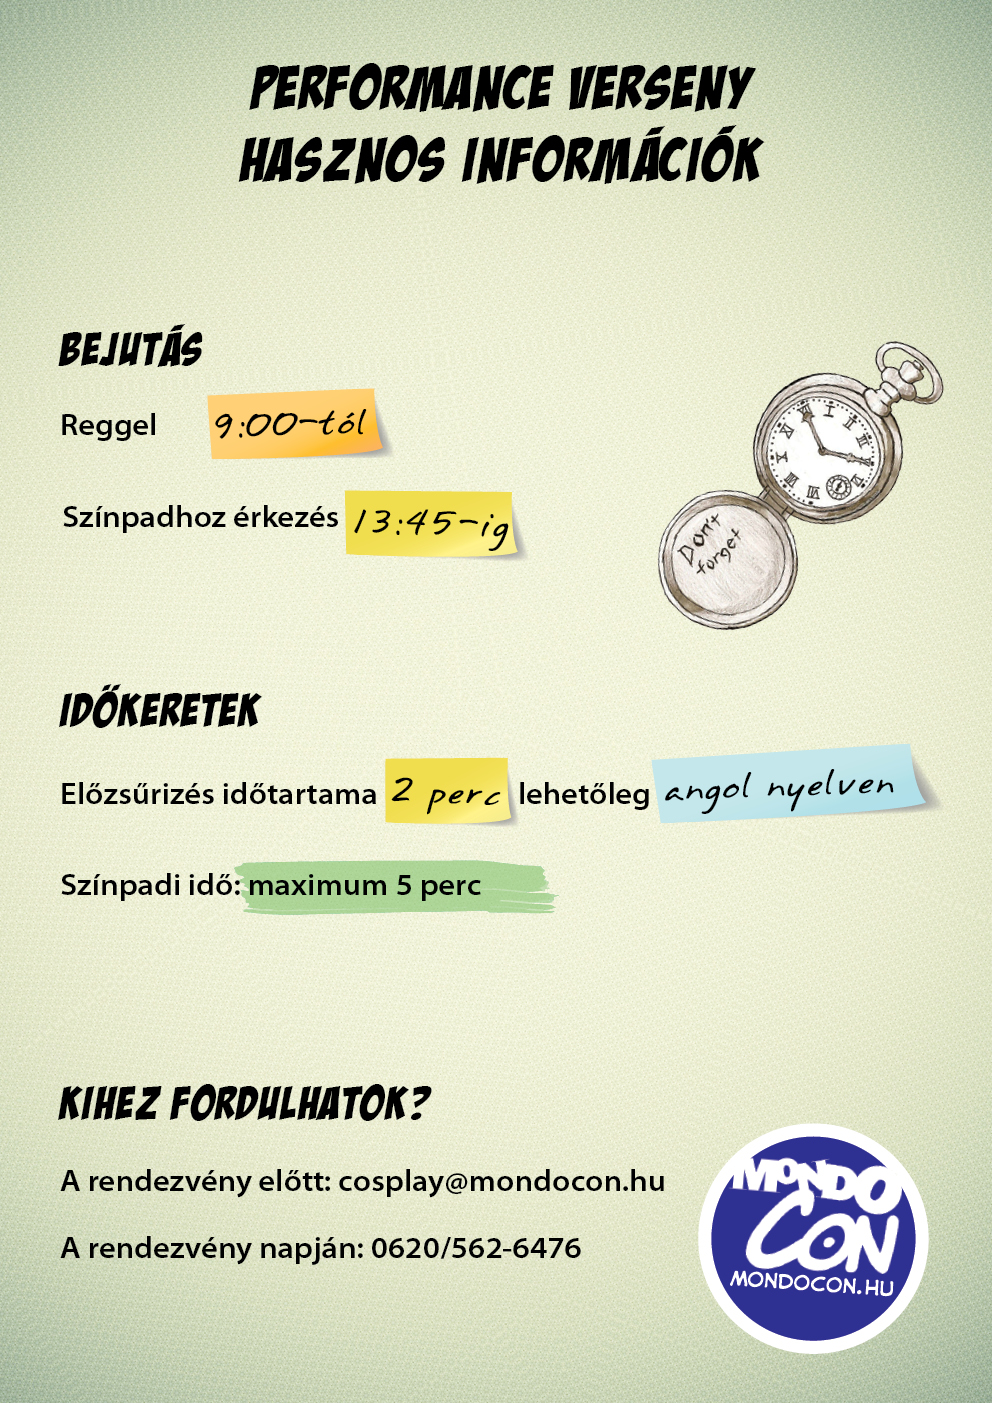 PERFORMANCE VERSENY
HASZNOS INFORMÁCIÓK
BEJUTÁS
Reggel 9:00-tól
Színpadhoz érkezés 13:45-ig
Don't
forget
IDŐKERETEK
Előzsűrizés időtartama 2 perc lehetőleg angol nyelven
Színpadi idő: maximum 5 perc
KIHEZ FORDULHATOK?
A rendezvény előtt: cosplay@mondocon.hu
A rendezvény napján: 0620/562-6476
MONDO
CON
MONDOCON.HU